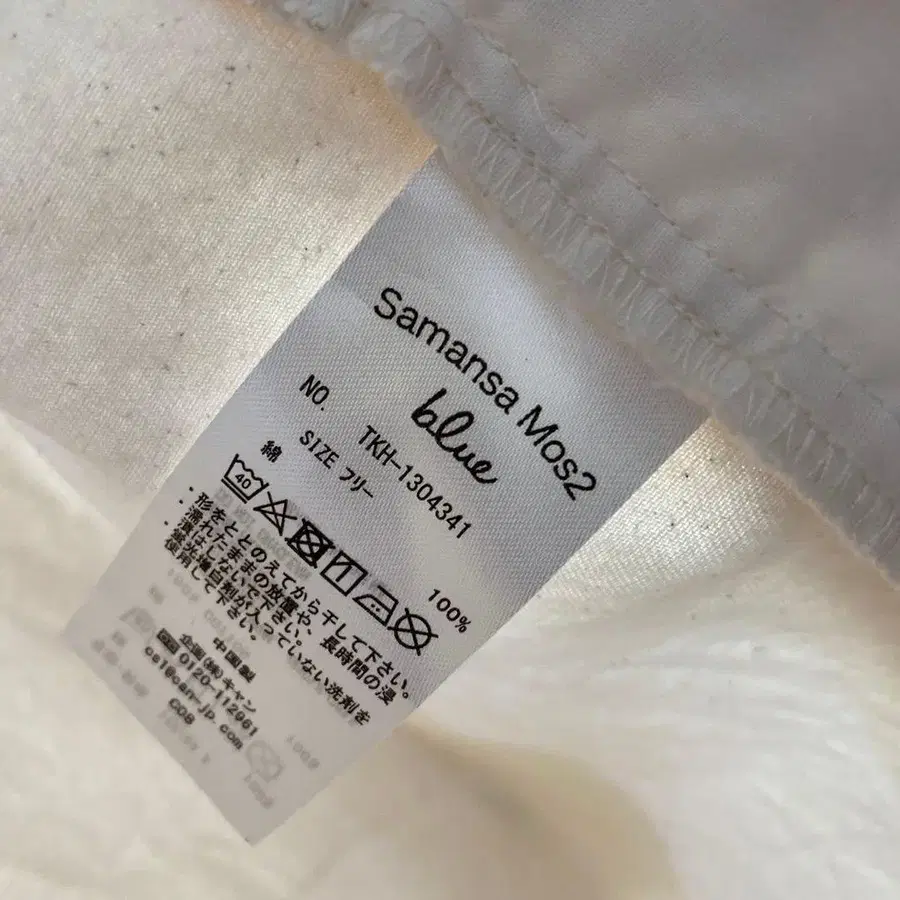 Samansa Mos2
blue
NO. TKH-1304341
SIZE フリー
綿 100%
40
・形をととのえてから干して下さい。
・濡れたままの放置や、長時間の浸
漬はしないで下さい。
・蛍光増白剤が入っていない洗剤を
使用して下さい。
中国製
企画(株)キャン
0120-112961
ca1@can-jp.com
C08